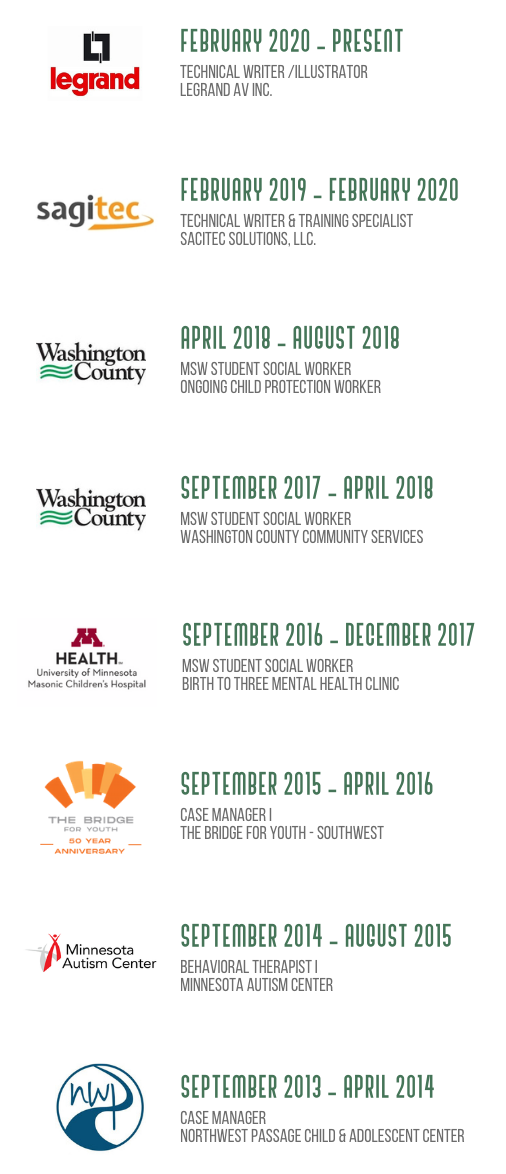 legrand
FEBRUARY 2020 - PRESENT
TECHNICAL WRITER /ILLUSTRATOR
LEGRAND AV INC.
sagitec
FEBRUARY 2019 - FEBRUARY 2020
TECHNICAL WRITER & TRAINING SPECIALIST
SACITEC SOLUTIONS, LLC.
Washington
County
APRIL 2018 - AUGUST 2018
MSW STUDENT SOCIAL WORKER
ONGOING CHILD PROTECTION WORKER
Washington
County
SEPTEMBER 2017 - APRIL 2018
MSW STUDENT SOCIAL WORKER
WASHINGTON COUNTY COMMUNITY SERVICES
M
HEALTH
University of Minnesota
Masonic Children's Hospital
SEPTEMBER 2016 - DECEMBER 2017
MSW STUDENT SOCIAL WORKER
BIRTH TO THREE MENTAL HEALTH CLINIC
THE BRIDGE
FOR YOUTH
50 YEAR
ANNIVERSARY
SEPTEMBER 2015 - APRIL 2016
CASE MANAGER I
THE BRIDGE FOR YOUTH - SOUTHWEST
Minnesota
Autism Center
SEPTEMBER 2014 - AUGUST 2015
BEHAVIORAL THERAPIST I
MINNESOTA AUTISM CENTER
nwp
SEPTEMBER 2013 - APRIL 2014
CASE MANAGER
NORTHWEST PASSAGE CHILD & ADOLESCENT CENTER